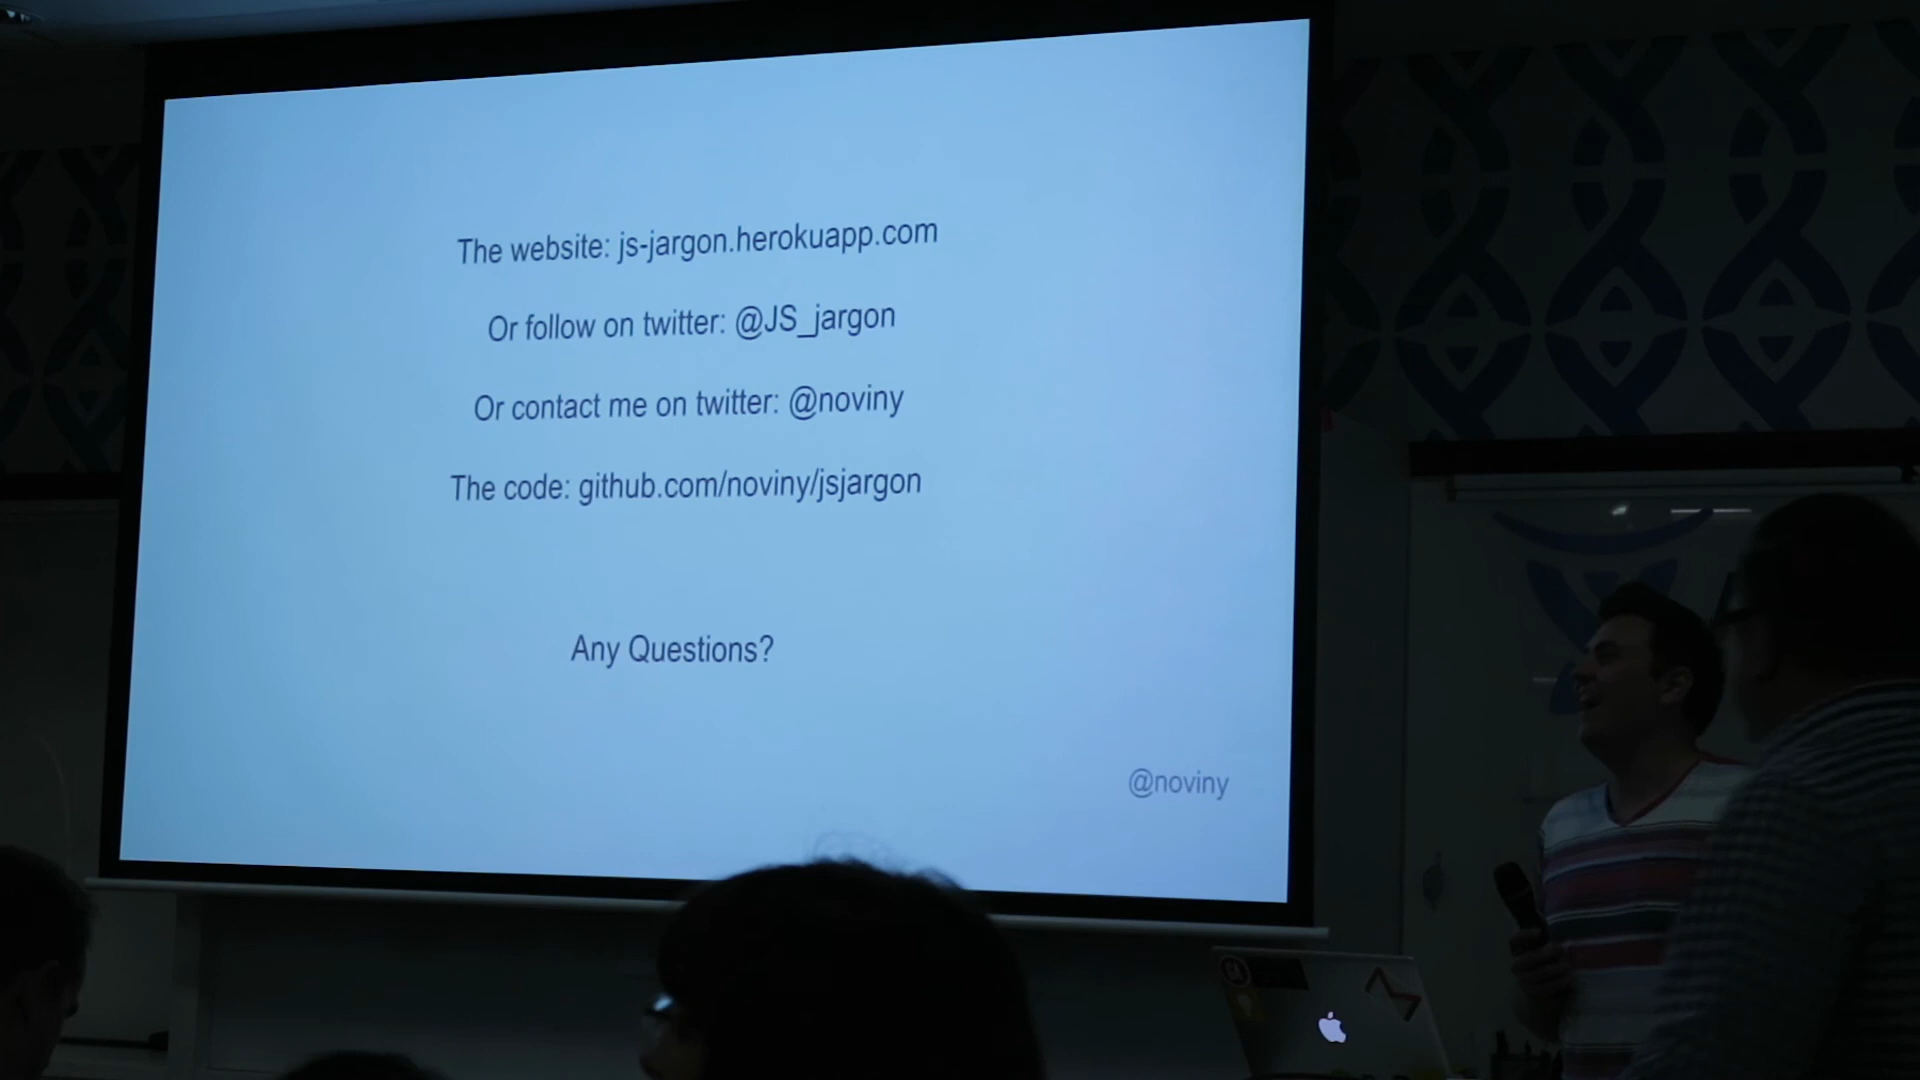 The website: js-jargon.herokuapp.com
Or follow on twitter: @JS_jargon
Or contact me on twitter: @noviny
The code: github.com/noviny/jsjargon
Any Questions?
@noviny